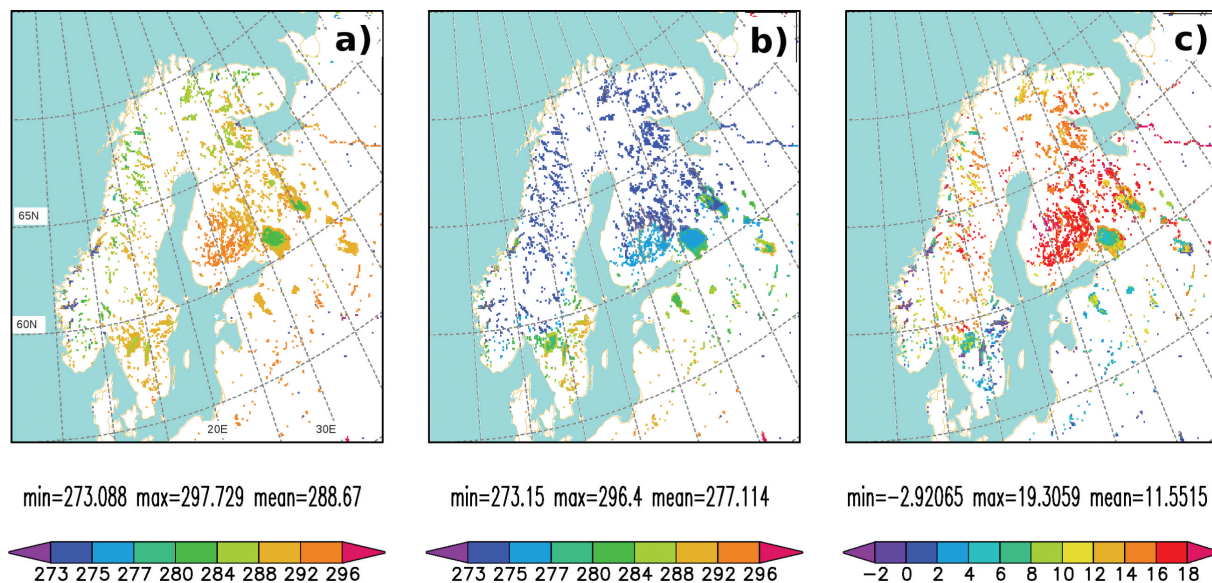 a) b) c)
65N
60N
20E 30E
min=273.088 max=297.729 mean=288.67
min=273.15 max=296.4 mean=277.114
min=-2.92065 max=19.3059 mean=11.5515
273 275 277 280 284 288 292 296
273 275 277 280 284 288 292 296
-2 0 2 4 6 8 10 12 14 16 18